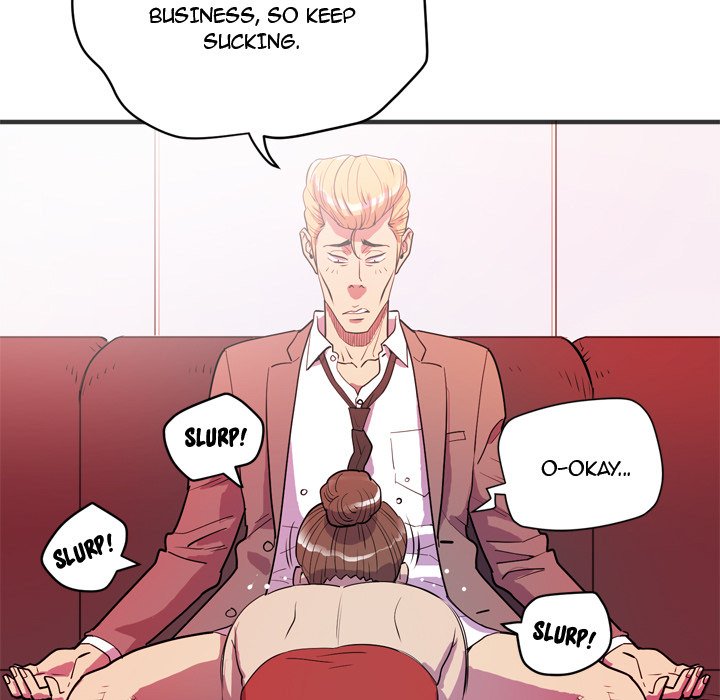 BUSINESS, SO KEEP
SUCKING.
SLURP!
O-OKAY...
SLURP!
SLURP!